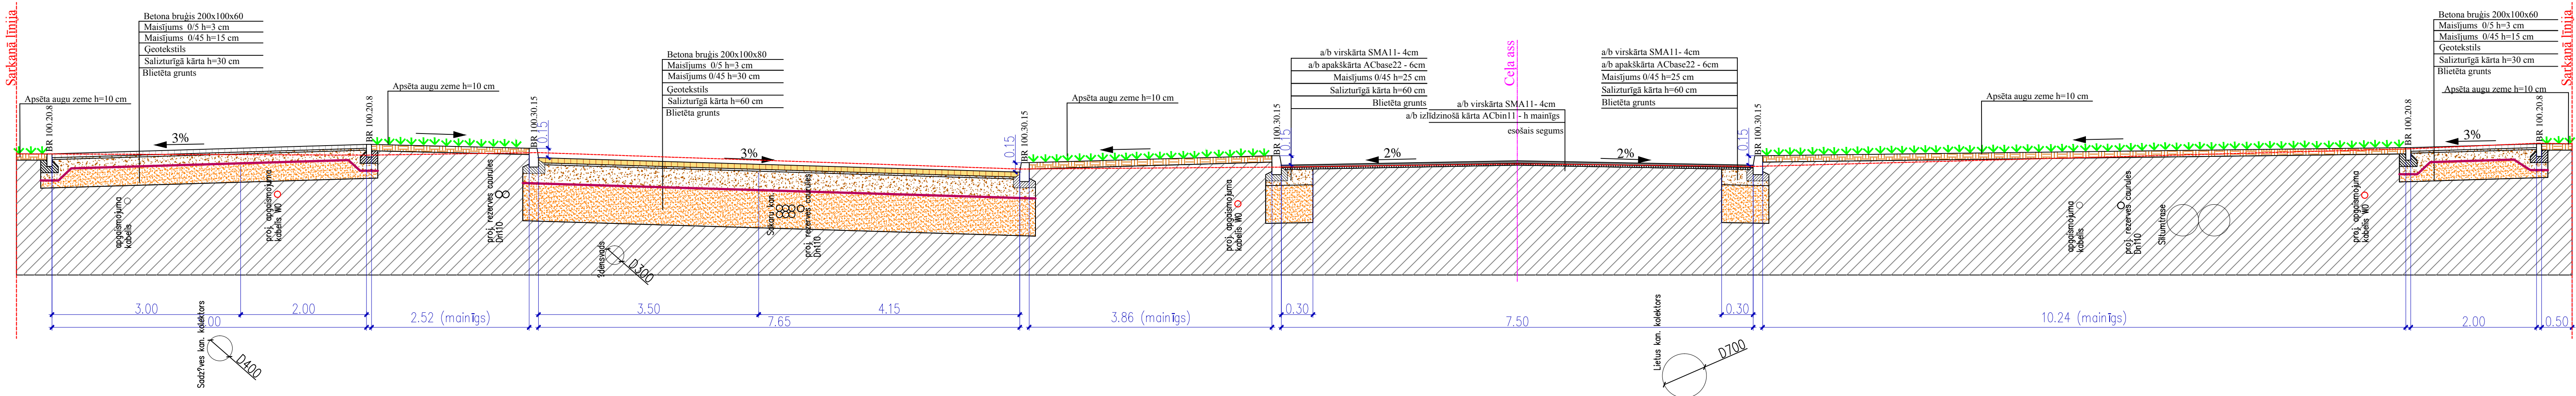 Sarkanā līnija
Betona bruģis 200x100x60
Maisījums 0/5 h=3 cm
Maisījums 0/45 h=15 cm
Ģeotekstils
Salizturīgā kārta h=30 cm
Blietēta grunts
Apsēta augu zeme h=10 cm
BR 100.20.8
3%
BR 100.20.8
Apsēta augu zeme h=10 cm
BR 100.30.15
0.15
Betona bruģis 200x100x80
Maisījums 0/5 h=3 cm
Maisījums 0/45 h=30 cm
Ģeotekstils
Salizturīgā kārta h=60 cm
Blietēta grunts
3%
0.15
BR 100.30.15
Apsēta augu zeme h=10 cm
BR 100.30.15
0.15
a/b virskārta SMA11- 4cm
a/b apakškārta ACbase22 - 6cm
Maisījums 0/45 h=25 cm
Salizturīgā kārta h=60 cm
Blietēta grunts
2%
a/b virskārta SMA11- 4cm
a/b izlīdzinošā kārta ACbin11 - h mainīgs
esošais segums
Ceļa ass
a/b virskārta SMA11- 4cm
a/b apakškārta ACbase22 - 6cm
Maisījums 0/45 h=25 cm
Salizturīgā kārta h=60 cm
Blietēta grunts
2%
0.15
BR 100.30.15
Apsēta augu zeme h=10 cm
BR 100.20.8
Betona bruģis 200x100x60
Maisījums 0/5 h=3 cm
Maisījums 0/45 h=15 cm
Ģeotekstils
Salizturīgā kārta h=30 cm
Blietēta grunts
Apsēta augu zeme h=10 cm
3%
BR 100.20.8
Sarkanā līnija
apgaismojuma
kabelis
proj. apgaismojuma
kabelis WO
proj. rezerves caurules
Dn110
?densvads
D300
Sakaru kan.
proj. rezerves caurules
Dn110
proj. apgaismojuma
kabelis WO
apgaismojuma
kabelis
proj. rezerves caurules
Dn110
Siltumtrase
proj. apgaismojuma
kabelis WO
3.00
2.00
2.52 (mainīgs)
3.50
4.15
7.65
3.86 (mainīgs)
0.30
7.50
0.30
10.24 (mainīgs)
2.00
0.50
Sadz?ves kan. kolektors
D400
Lietus kan. kolektors
D700